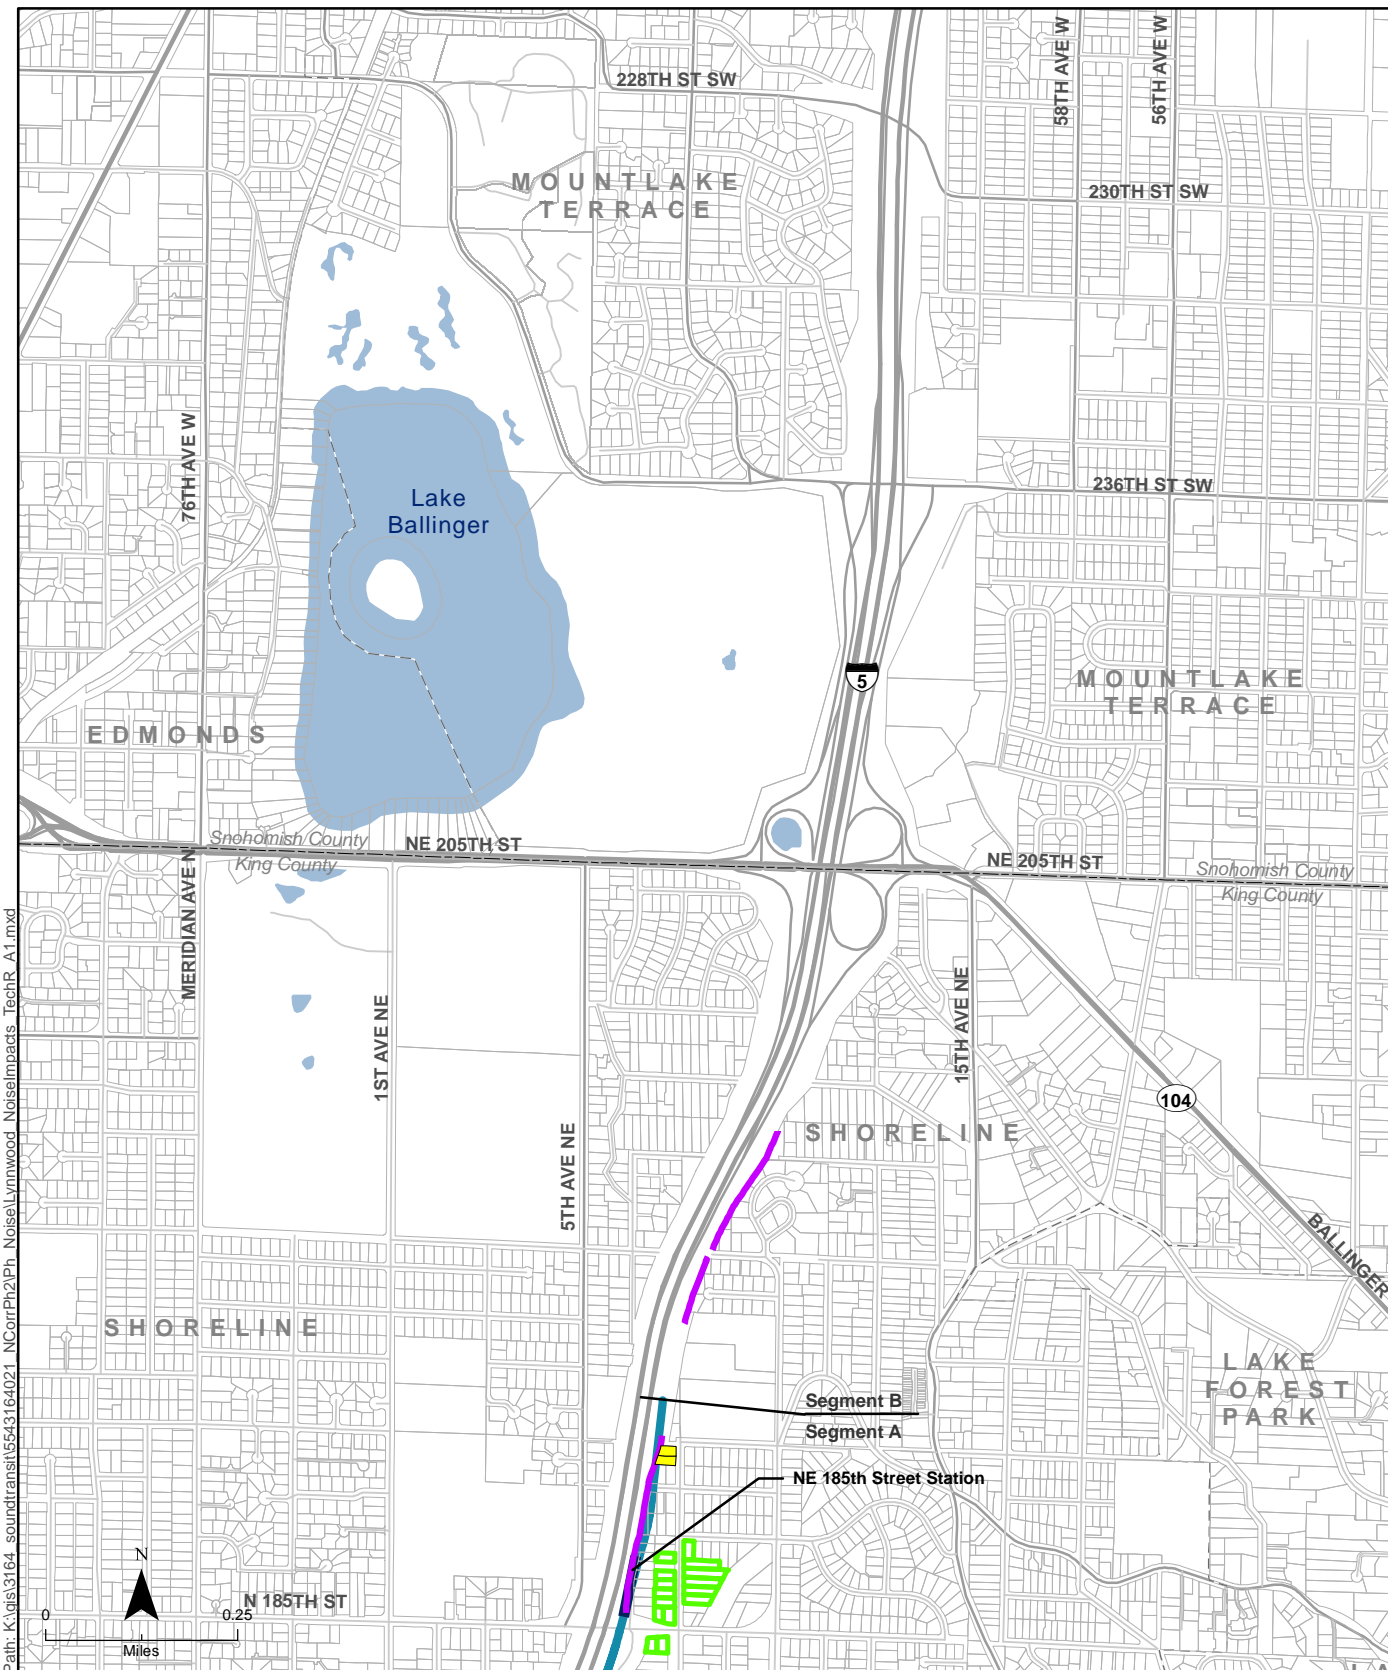 228TH ST SW
58TH AVE W
56TH AVE W
MOUNTLAKE
TERRACE
230TH ST SW
76TH AVE W
Lake
Ballinger
236TH ST SW
5
MOUNTLAKE
TERRACE
EDMONDS
Snohomish County
King County
NE 205TH ST
NE 205TH ST
Snohomish County
King County
MERIDIAN AVE N
1ST AVE NE
15TH AVE NE
104
SHORELINE
5TH AVE NE
BALLINGER
SHORELINE
LAKE
FOREST
PARK
Segment B
Segment A
NE 185th Street Station
N
N 185TH ST
0
0.25
Miles
Path: K:\gis\3164_soundtransit\5543164021_NCorrPh2\Ph_Noise\Lynnwood_NoiseImpacts_TechR_A1.mxd